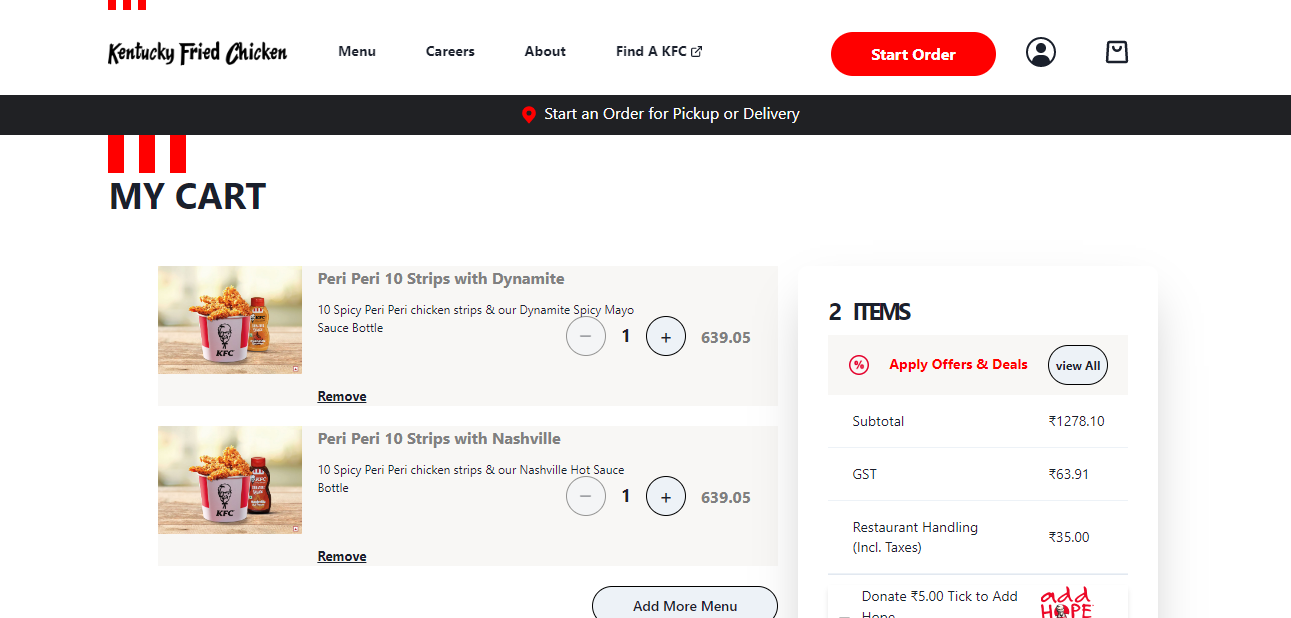 Kentucky Fried Chicken
Menu
Careers
About
Find A KFC
Start Order
Start an Order for Pickup or Delivery
MY CART
KFC
Peri Peri 10 Strips with Dynamite
10 Spicy Peri Peri chicken strips & our Dynamite Spicy Mayo
Sauce Bottle
− 1 + 639.05
Remove
KFC
Peri Peri 10 Strips with Nashville
10 Spicy Peri Peri chicken strips & our Nashville Hot Sauce
Bottle
− 1 + 639.05
Remove
Add More Menu
2 ITEMS
% Apply Offers & Deals
view All
Subtotal ₹1278.10
GST ₹63.91
Restaurant Handling
(Incl. Taxes) ₹35.00
Donate ₹5.00 Tick to Add
Hope
add
HOPE